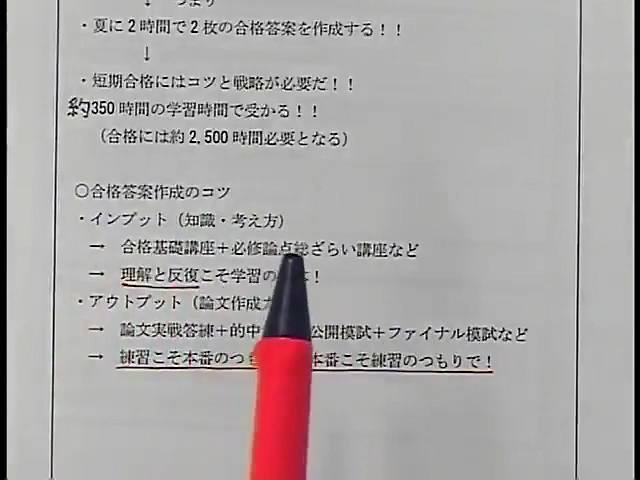 ↓ つまり
・夏に2時間で2枚の合格答案を作成する！！
↓
・短期合格にはコツと戦略が必要だ！！
約350時間の学習時間で受かる！！
（合格には約2,500時間必要となる）
○合格答案作成のコツ
・インプット（知識・考え方）
→ 合格基礎講座＋必修論点総ざらい講座など
→ 理解と反復こそ学習の ！
・アウトプット（論文作成
→ 論文実戦答練＋的中 公開模試＋ファイナル模試など
→ 練習こそ本番のつ 本番こそ練習のつもりで！